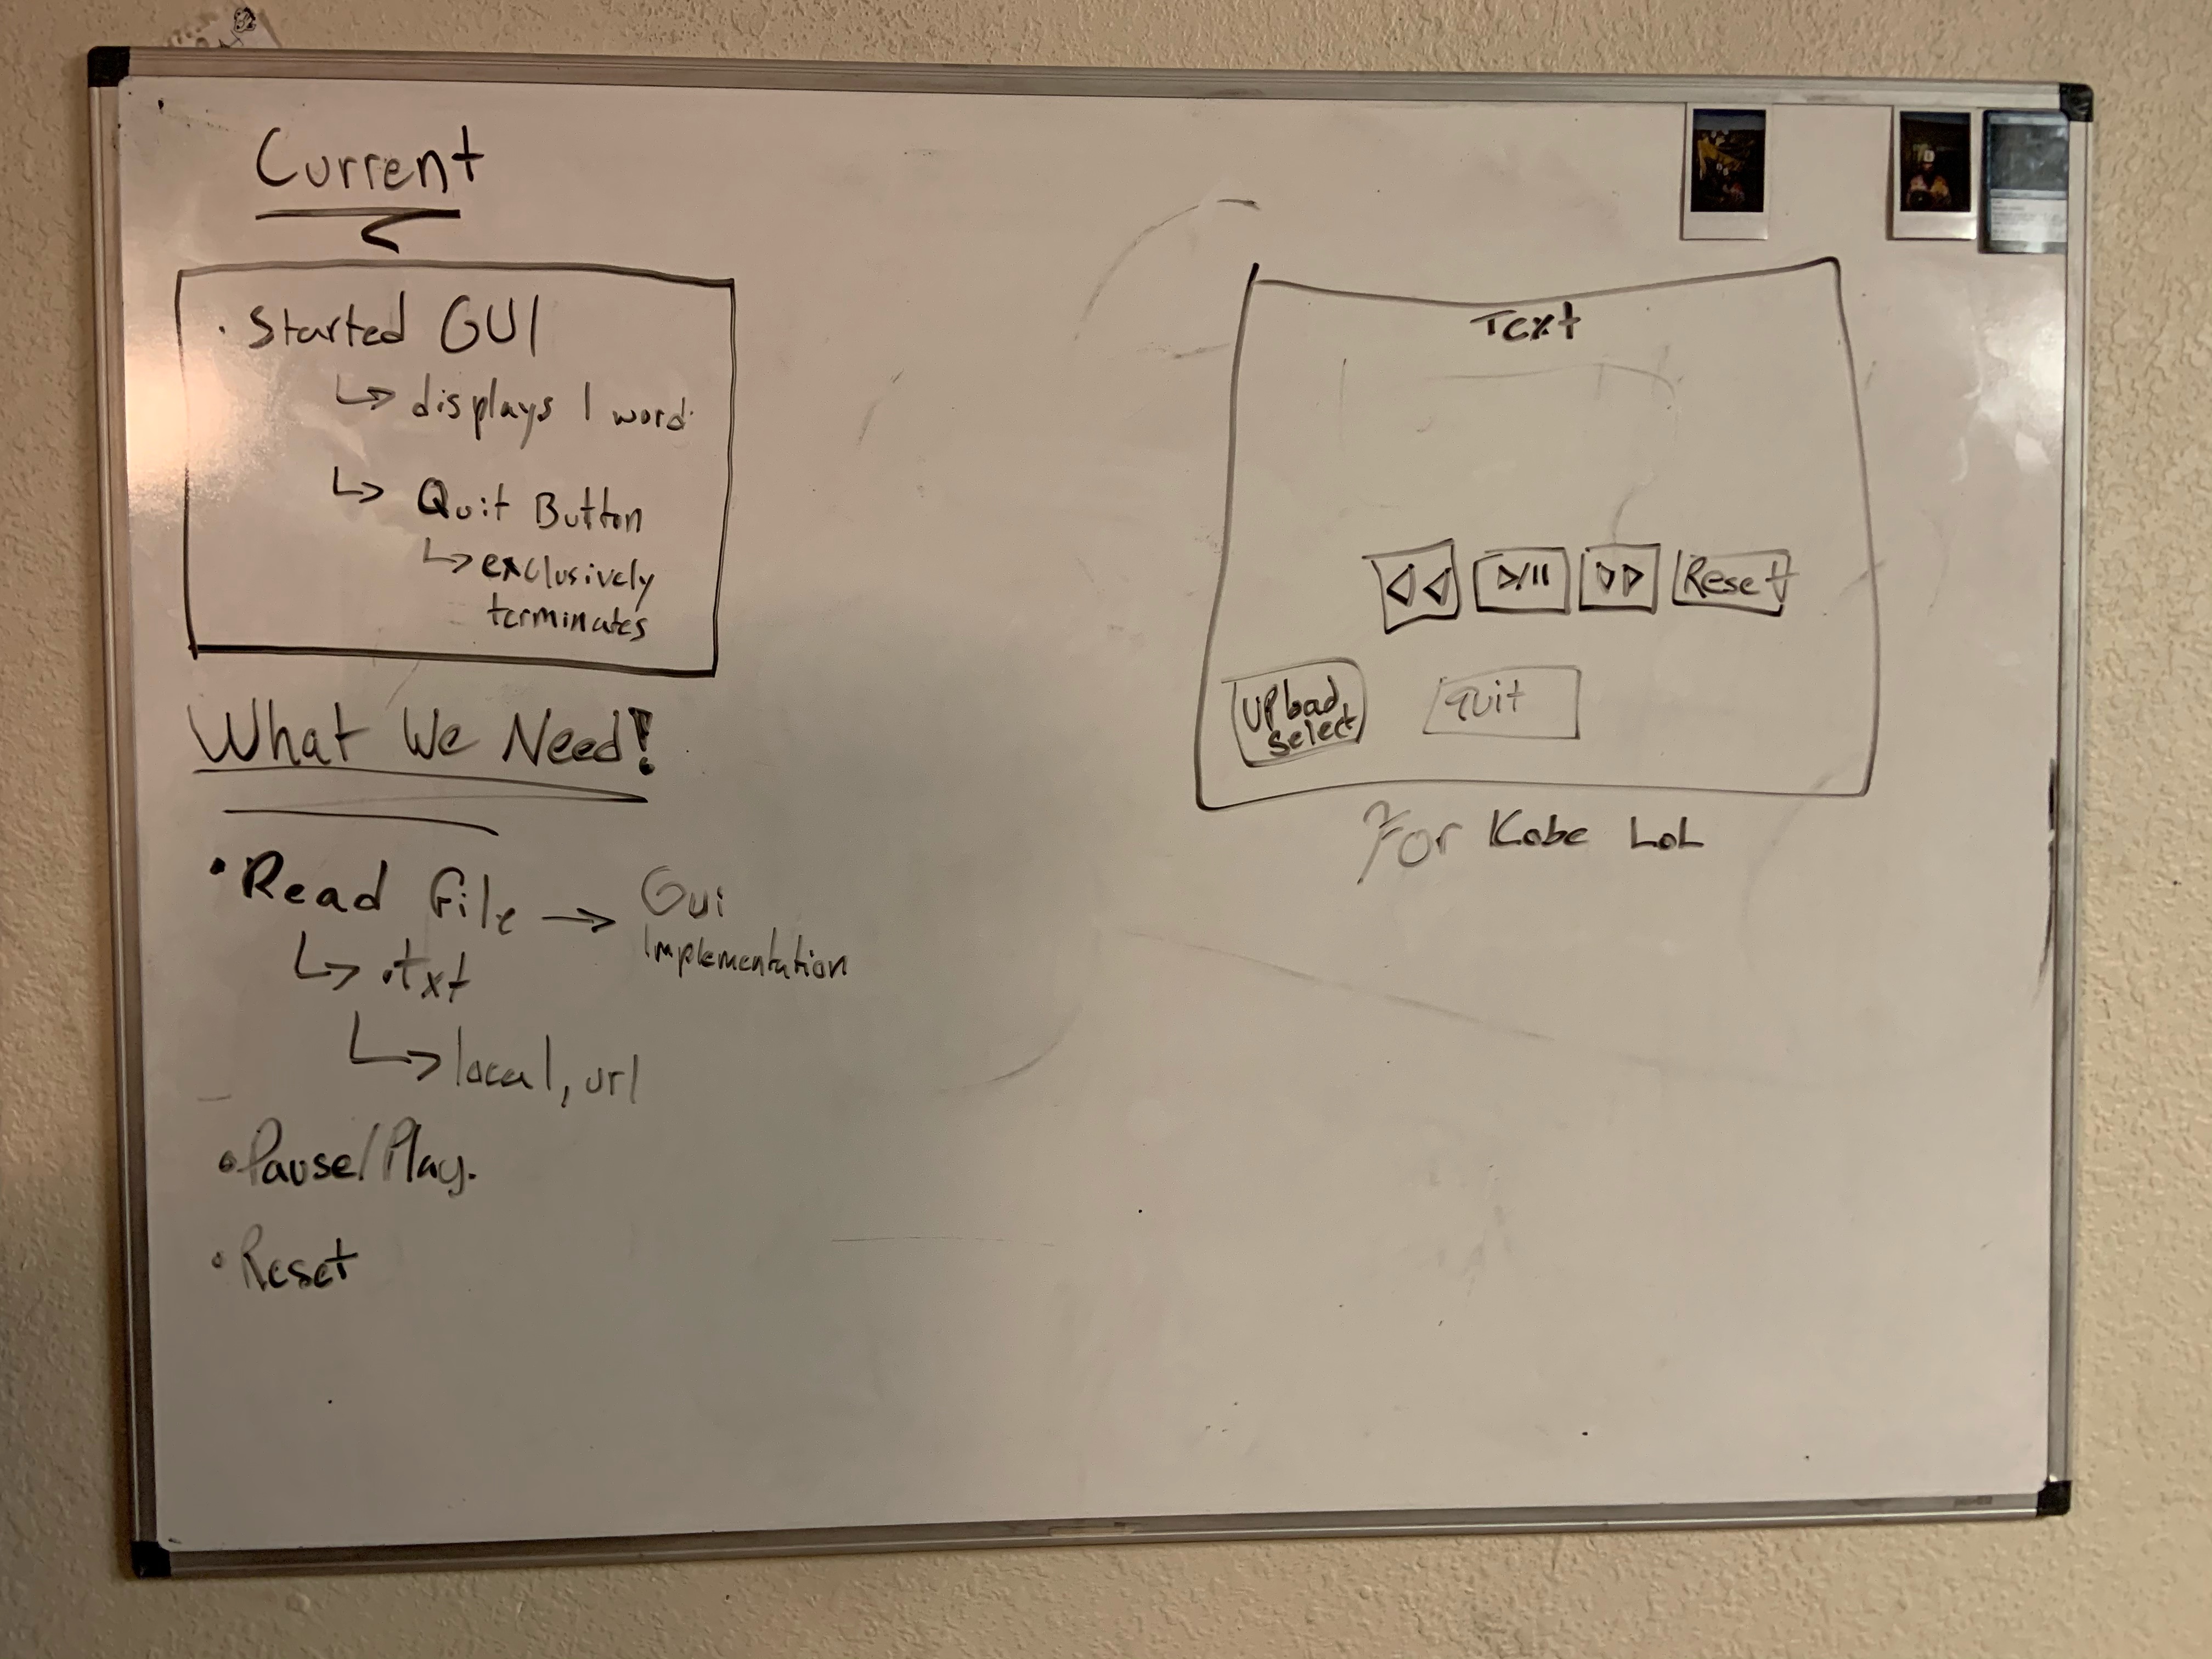 Current
• Started GUI
↳ displays 1 word
↳ Quit Button
↳ exclusively
terminates
What We Need!
• Read file → Gui
Implementation
↳ .txt
↳ local, url
• Pause/Play.
• Reset
Text
◁◁ ▷/II ▷▷ Reset
Upload
Select
quit
For Kobe LoL